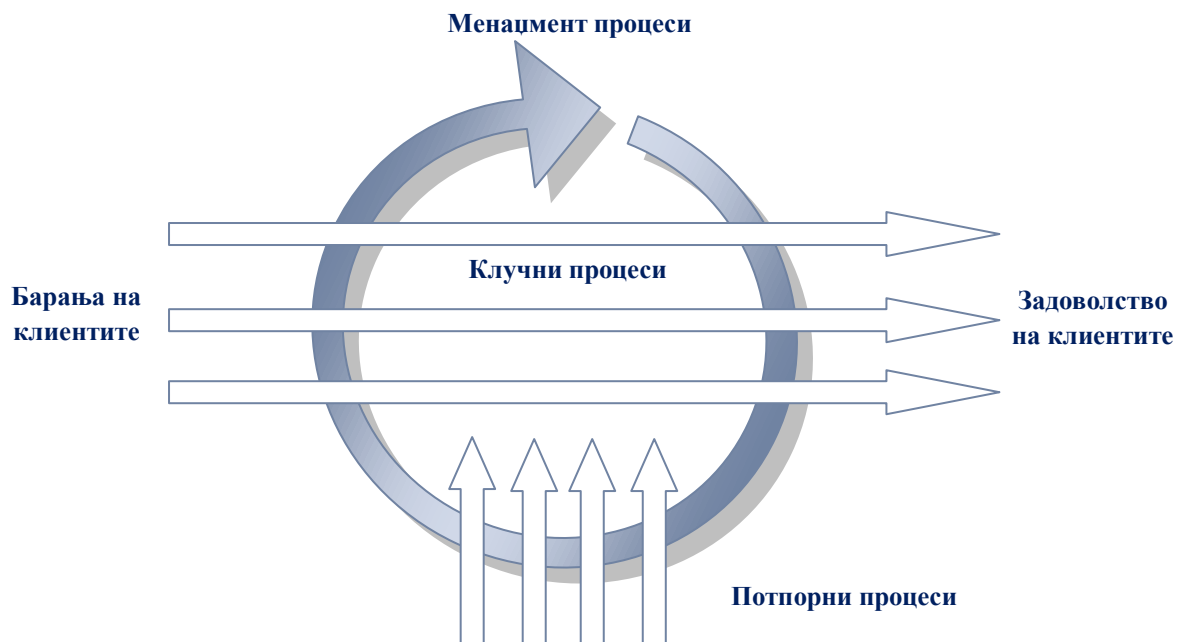 Менаџмент процеси
Клучни процеси
Барања на
клиентите
Задоволство
на клиентите
Потпорни процеси